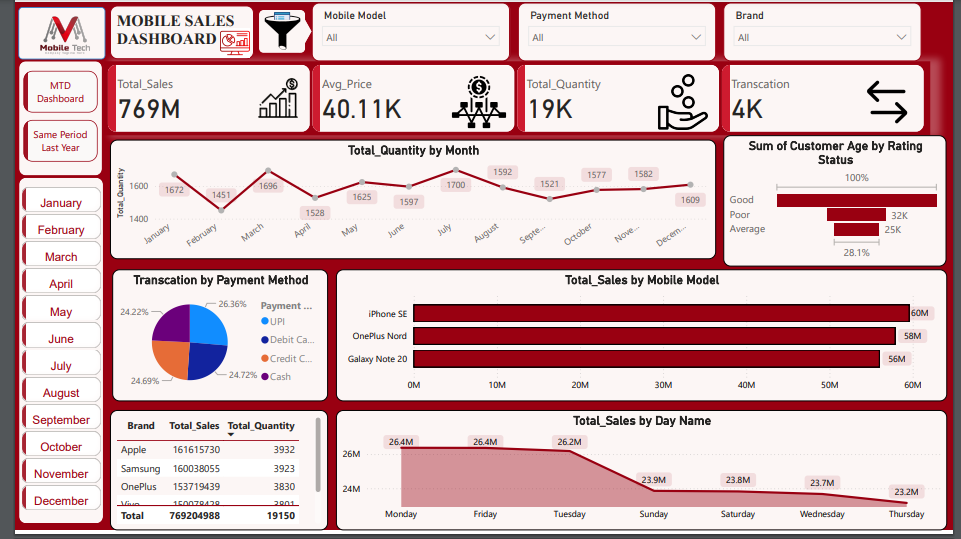 Mobile Tech
MOBILE SALES
DASHBOARD
Mobile Model
All
Payment Method
All
Brand
All
MTD
Dashboard
Same Period
Last Year
Total_Sales
769M
Avg_Price
40.11K
Total_Quantity
19K
Transcation
4K
January
February
March
April
May
June
July
August
September
October
November
December
Total_Quantity by Month
Total_Quantity
1600
1400
1672
1451
1696
1528
1625
1597
1700
1592
1521
1577
1582
1609
January
February
March
April
May
June
July
August
Septe...
October
Nove...
Decem...
Sum of Customer Age by Rating
Status
100%
Good
Poor
32K
Average
25K
28.1%
Transcation by Payment Method
26.36%
24.22%
24.69%
24.72%
Payment ...
UPI
Debit Ca...
Credit C...
Cash
Total_Sales by Mobile Model
iPhone SE
60M
OnePlus Nord
58M
Galaxy Note 20
56M
0M 10M 20M 30M 40M 50M 60M
Brand Total_Sales Total_Quantity
Apple 161615730 3932
Samsung 160038055 3923
OnePlus 153719439 3830
Vivo 150078428 3801
Total 769204988 19150
Total_Sales by Day Name
26M
24M
26.4M
26.4M
26.2M
23.9M
23.8M
23.7M
23.2M
Monday Friday Tuesday Sunday Saturday Wednesday Thursday